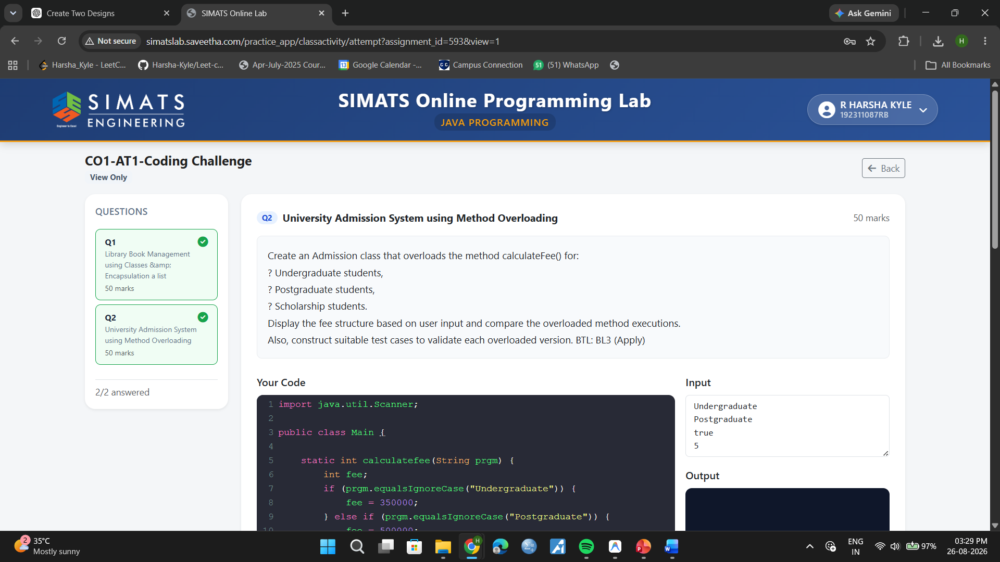 Create Two Designs
SIMATS Online Lab
Ask Gemini
Not secure
simatslab.saveetha.com/practice_app/classactivity/attempt?assignment_id=593&view=1
H
Harsha_Kyle - LeetC...
Harsha-Kyle/Leet-c...
Apr-July-2025 Cour...
13
Google Calendar -...
CC
Campus Connection
51
(51) WhatsApp
All Bookmarks
SIMATS
ENGINEERING
Engineer to Excel
SIMATS Online Programming Lab
JAVA PROGRAMMING
R HARSHA KYLE
192311087RB
CO1-AT1-Coding Challenge
View Only
Back
QUESTIONS
Q1
Library Book Management
using Classes &amp;
Encapsulation a list
50 marks
Q2
University Admission System
using Method Overloading
50 marks
2/2 answered
Q2 University Admission System using Method Overloading
50 marks
Create an Admission class that overloads the method calculateFee() for:
? Undergraduate students,
? Postgraduate students,
? Scholarship students.
Display the fee structure based on user input and compare the overloaded method executions.
Also, construct suitable test cases to validate each overloaded version. BTL: BL3 (Apply)
Your Code
1 import java.util.Scanner;
2
3 public class Main {
4
5 static int calculatefee(String prgm) {
6 int fee;
7 if (prgm.equalsIgnoreCase("Undergraduate")) {
8 fee = 350000;
9 } else if (prgm.equalsIgnoreCase("Postgraduate")) {
10 fee = 500000;
Input
Undergraduate
Postgraduate
true
5
Output
2
35°C
Mostly sunny
H
ENG
IN
97%
03:29 PM
26-08-2026